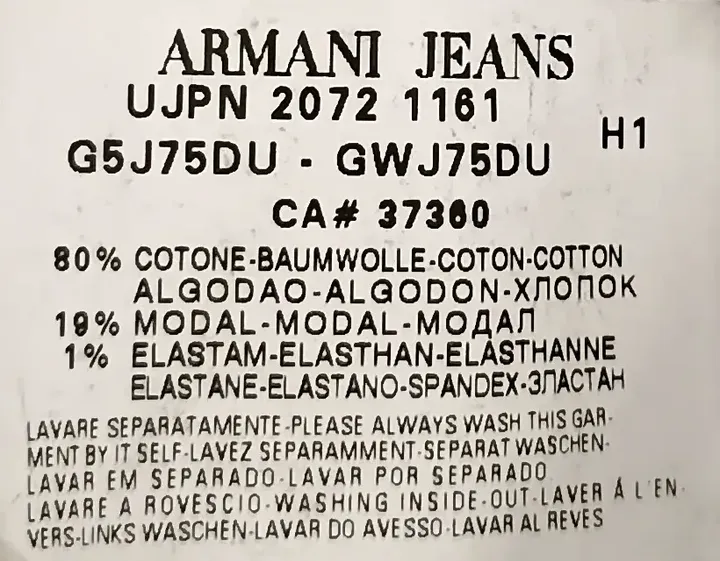 ARMANI JEANS
UJPN 2072 1161
H1
G5J75DU - GWJ75DU
CA# 37360
80% COTONE-BAUMWOLLE-COTON-COTTON
ALGODAO-ALGODON-ХЛОПОК
19% MODAL-MODAL-МОДАЛ
1% ELASTAM-ELASTHAN-ELASTHANNE
ELASTANE-ELASTANO-SPANDEX-ЭЛАСТАН
LAVARE SEPARATAMENTE-PLEASE ALWAYS WASH THIS GAR-
MENT BY IT SELF-LAVEZ SEPARAMMENT-SEPARAT WASCHEN-
LAVAR EM SEPARADO-LAVAR POR SEPARADO
LAVARE A ROVESCIO-WASHING INSIDE-OUT-LAVER Á L'EN-
VERS-LINKS WASCHEN-LAVAR DO AVESSO-LAVAR AL REVES